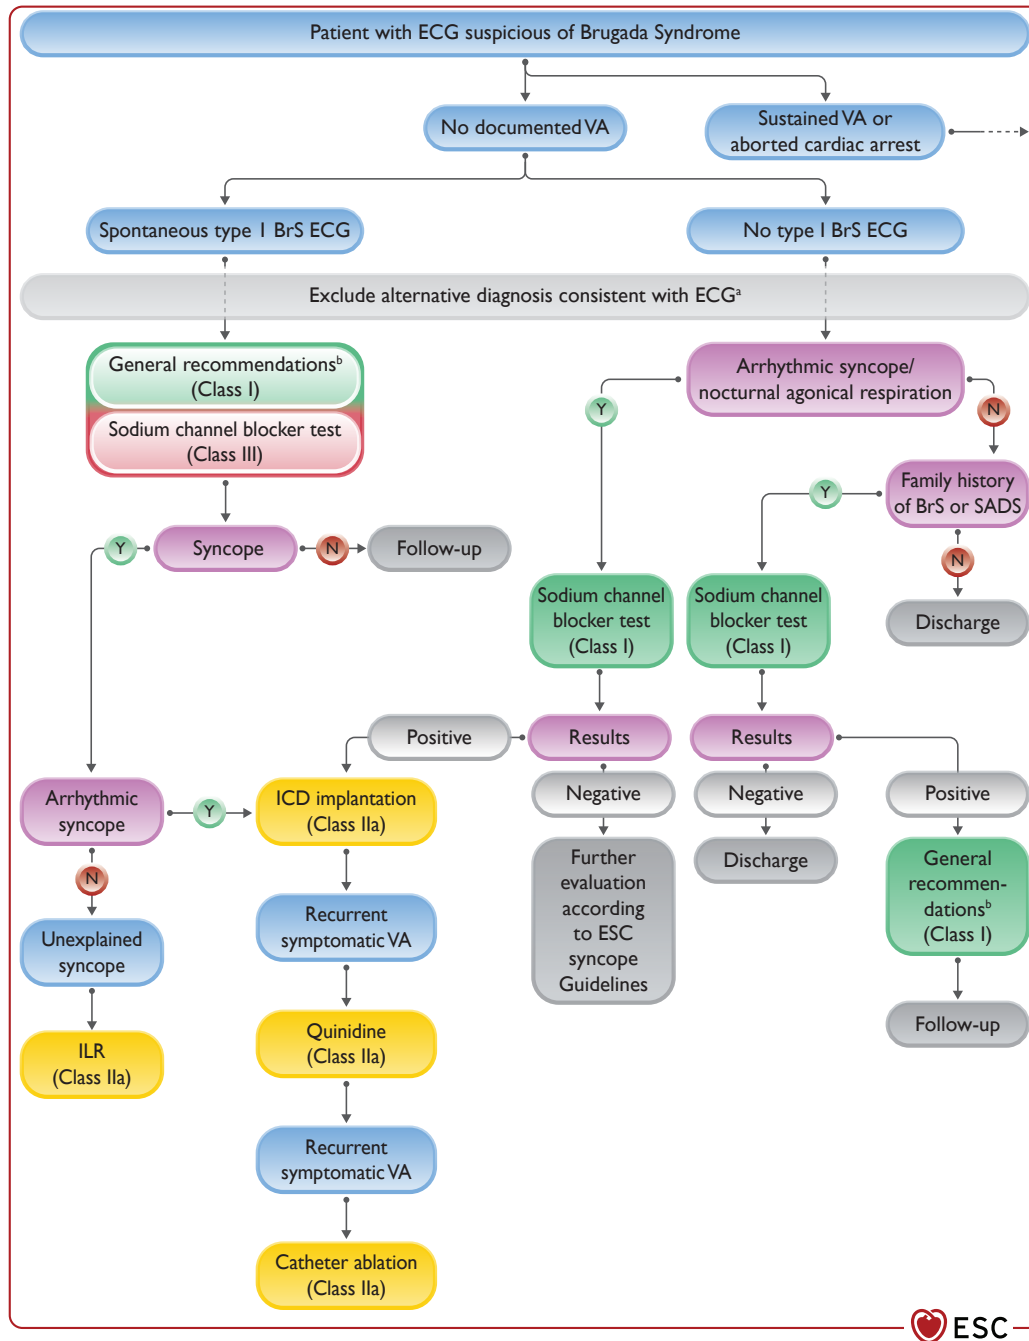 Patient with ECG suspicious of Brugada Syndrome
No documented VA
Sustained VA or
aborted cardiac arrest
Spontaneous type 1 BrS ECG
No type 1 BrS ECG
Exclude alternative diagnosis consistent with ECGᵃ
General recommendationsᵇ
(Class I)
Sodium channel blocker test
(Class III)
Arrhythmic syncope/
nocturnal agonical respiration
Y
N
Family history
of BrS or SADS
Y
N
Discharge
Y
Syncope
N
Follow-up
Sodium channel
blocker test
(Class I)
Sodium channel
blocker test
(Class I)
Positive
Results
Results
Negative
Negative
Positive
Arrhythmic
syncope
Y
ICD implantation
(Class IIa)
Further
evaluation
according
to ESC
syncope
Guidelines
Discharge
General
recommen-
dationsᵇ
(Class I)
Follow-up
N
Unexplained
syncope
ILR
(Class IIa)
Recurrent
symptomatic VA
Quinidine
(Class IIa)
Recurrent
symptomatic VA
Catheter ablation
(Class IIa)
ESC